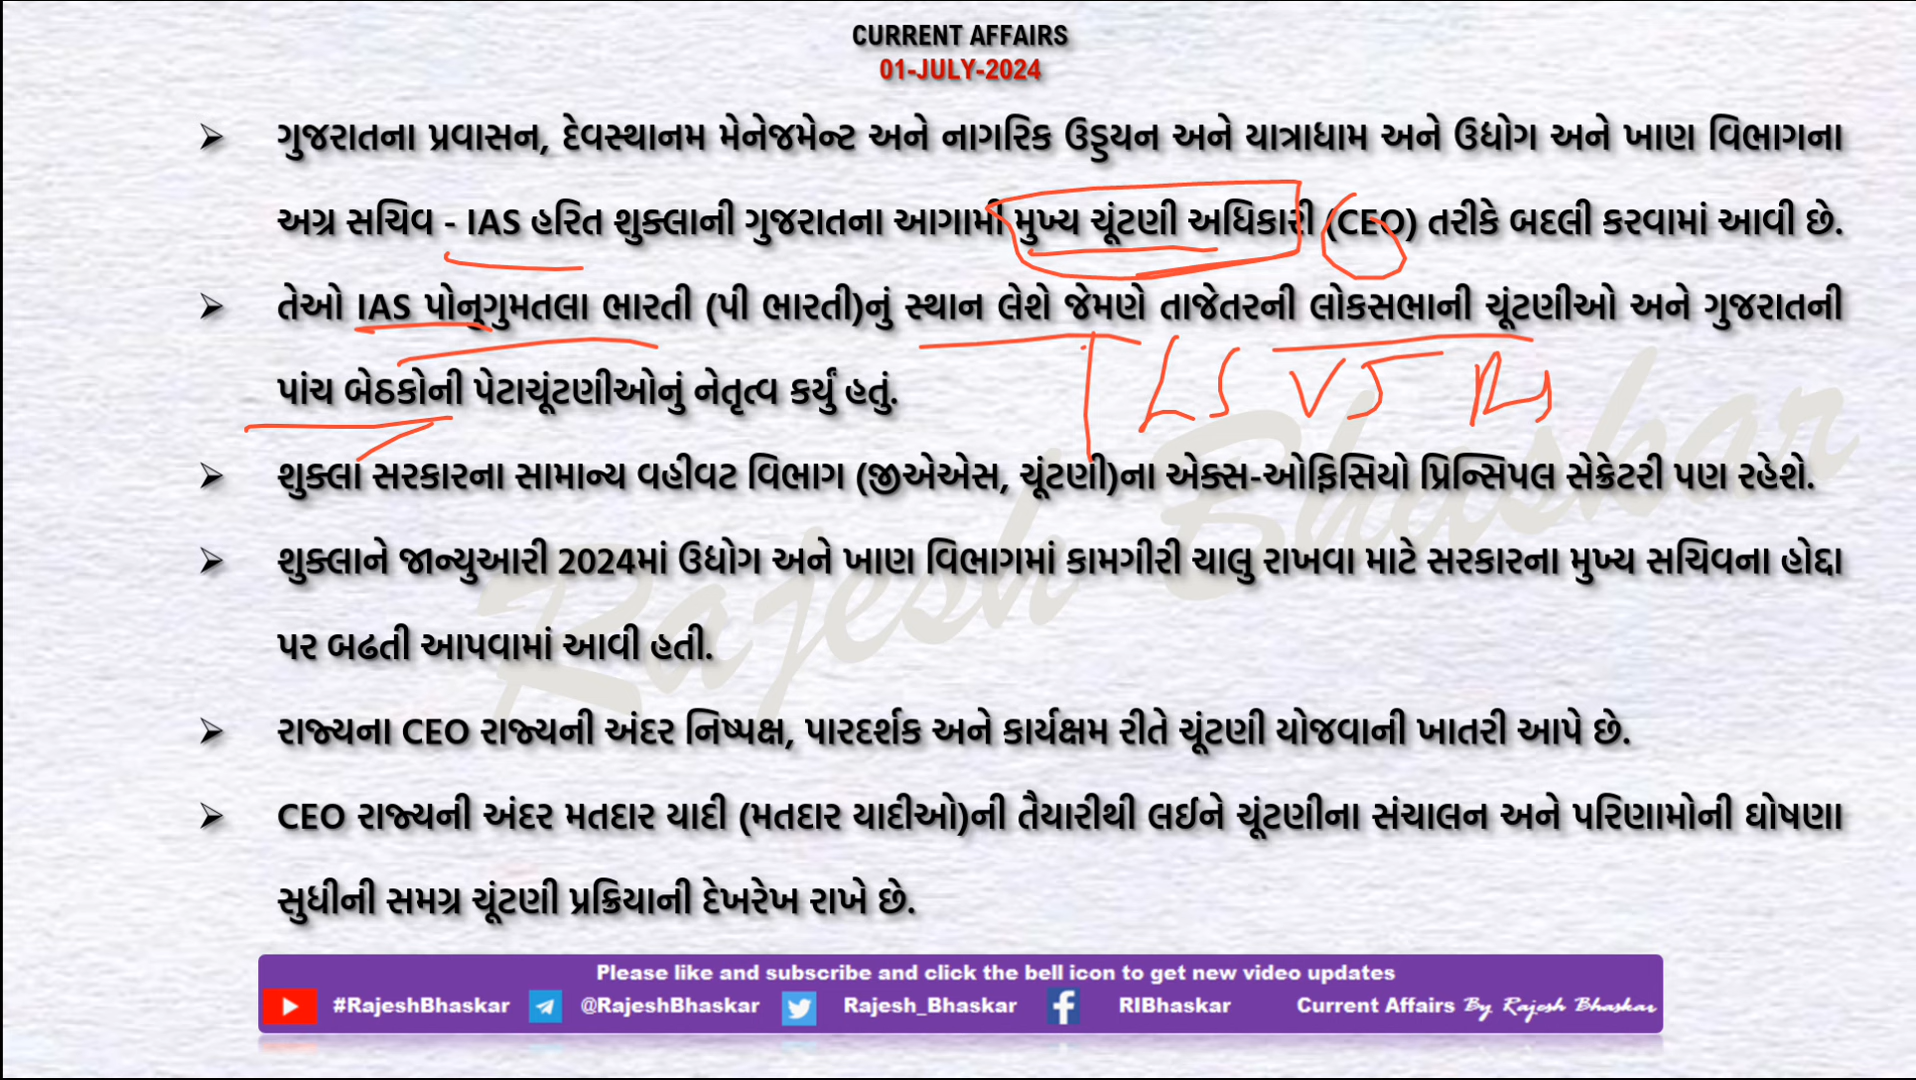 CURRENT AFFAIRS
01-JULY-2024
ગુજરાતના પ્રવાસન, દેવસ્થાનમ મેનેજમેન્ટ અને નાગરિક ઉડ્ડયન અને યાત્રાધામ અને ઉદ્યોગ અને ખાણ વિભાગના
અગ્ર સચિવ - IAS હરિત શુક્લાની ગુજરાતના આગામી મુખ્ય ચૂંટણી અધિકારી (CEO) તરીકે બદલી કરવામાં આવી છે.
તેઓ IAS પોનુગુમતલા ભારતી (પી ભારતી)નું સ્થાન લેશે જેમણે તાજેતરની લોકસભાની ચૂંટણીઓ અને ગુજરાતની
પાંચ બેઠકોની પેટાચૂંટણીઓનું નેતૃત્વ કર્યું હતું.
LS VS RS
શુક્લા સરકારના સામાન્ય વહીવટ વિભાગ (જીએએસ, ચૂંટણી)ના એક્સ-ઓફિસિયો પ્રિન્સિપલ સેક્રેટરી પણ રહેશે.
શુક્લાને જાન્યુઆરી 2024માં ઉદ્યોગ અને ખાણ વિભાગમાં કામગીરી ચાલુ રાખવા માટે સરકારના મુખ્ય સચિવના હોદ્દા
પર બઢતી આપવામાં આવી હતી.
રાજ્યના CEO રાજ્યની અંદર નિષ્પક્ષ, પારદર્શક અને કાર્યક્ષમ રીતે ચૂંટણી યોજવાની ખાતરી આપે છે.
CEO રાજ્યની અંદર મતદાર યાદી (મતદાર યાદીઓ)ની તૈયારીથી લઈને ચૂંટણીના સંચાલન અને પરિણામોની ઘોષણા
સુધીની સમગ્ર ચૂંટણી પ્રક્રિયાની દેખરેખ રાખે છે.
Rajesh Bhaskar
Please like and subscribe and click the bell icon to get new video updates
#RajeshBhaskar @RajeshBhaskar Rajesh_Bhaskar RIBhaskar Current Affairs By Rajesh Bhaskar